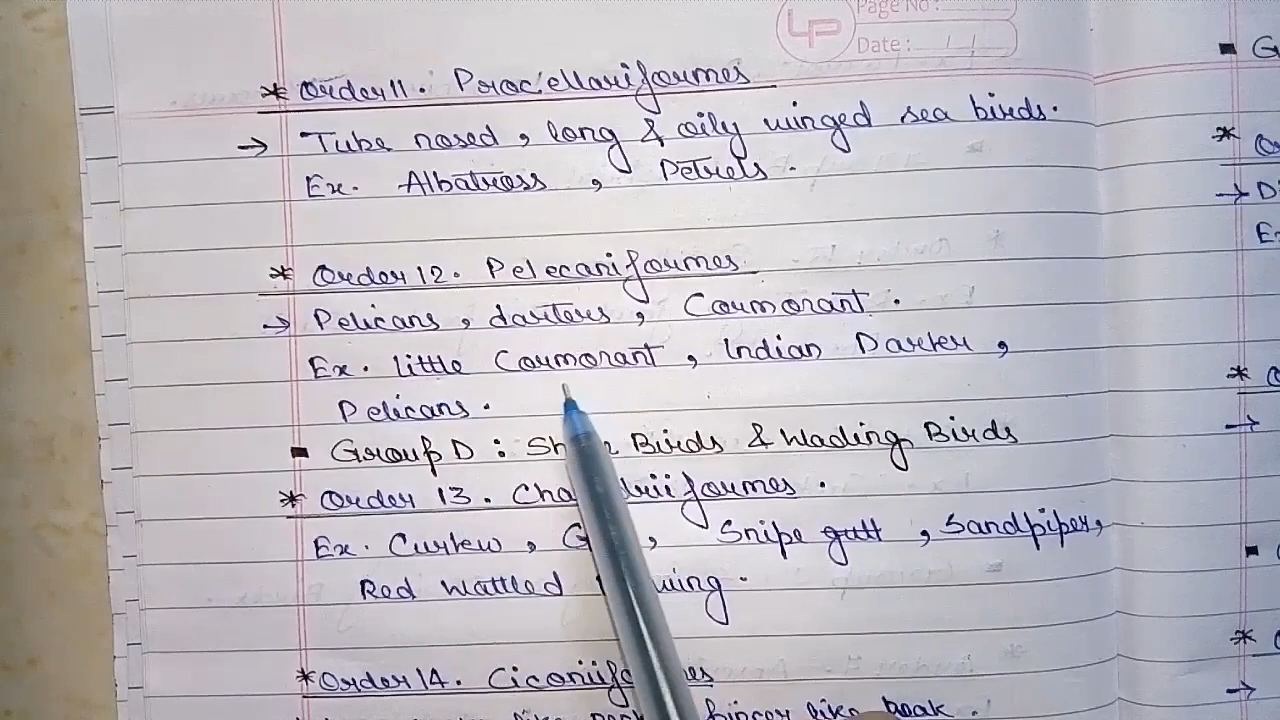 LP
Page No :
Date : / /
* Order 11. Procellariiformes
→ Tube nosed, long & oily winged sea birds.
Ex. Albatross, Petrels.
* Order 12. Pelecaniformes
→ Pelicans, darters, Cormorant.
Ex. little Cormorant, Indian Darter,
Pelicans.
▪ Group D : Birds & Wading Birds
* Order 13.
Ex. Curlew, Snipe gull, Sandpiper,
Red wattled
* Order 14.
beak.